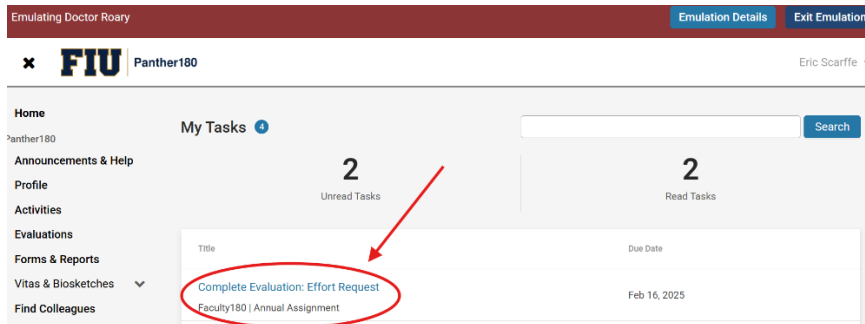 Emulating Doctor Roary
Emulation Details
Exit Emulation
✖ FIU Panther180
Eric Scarffe
Home
Panther180
Announcements & Help
Profile
Activities
Evaluations
Forms & Reports
Vitas & Biosketches
Find Colleagues
My Tasks 4
Search
2
Unread Tasks
2
Read Tasks
Title
Due Date
Complete Evaluation: Effort Request
Faculty180 | Annual Assignment
Feb 16, 2025